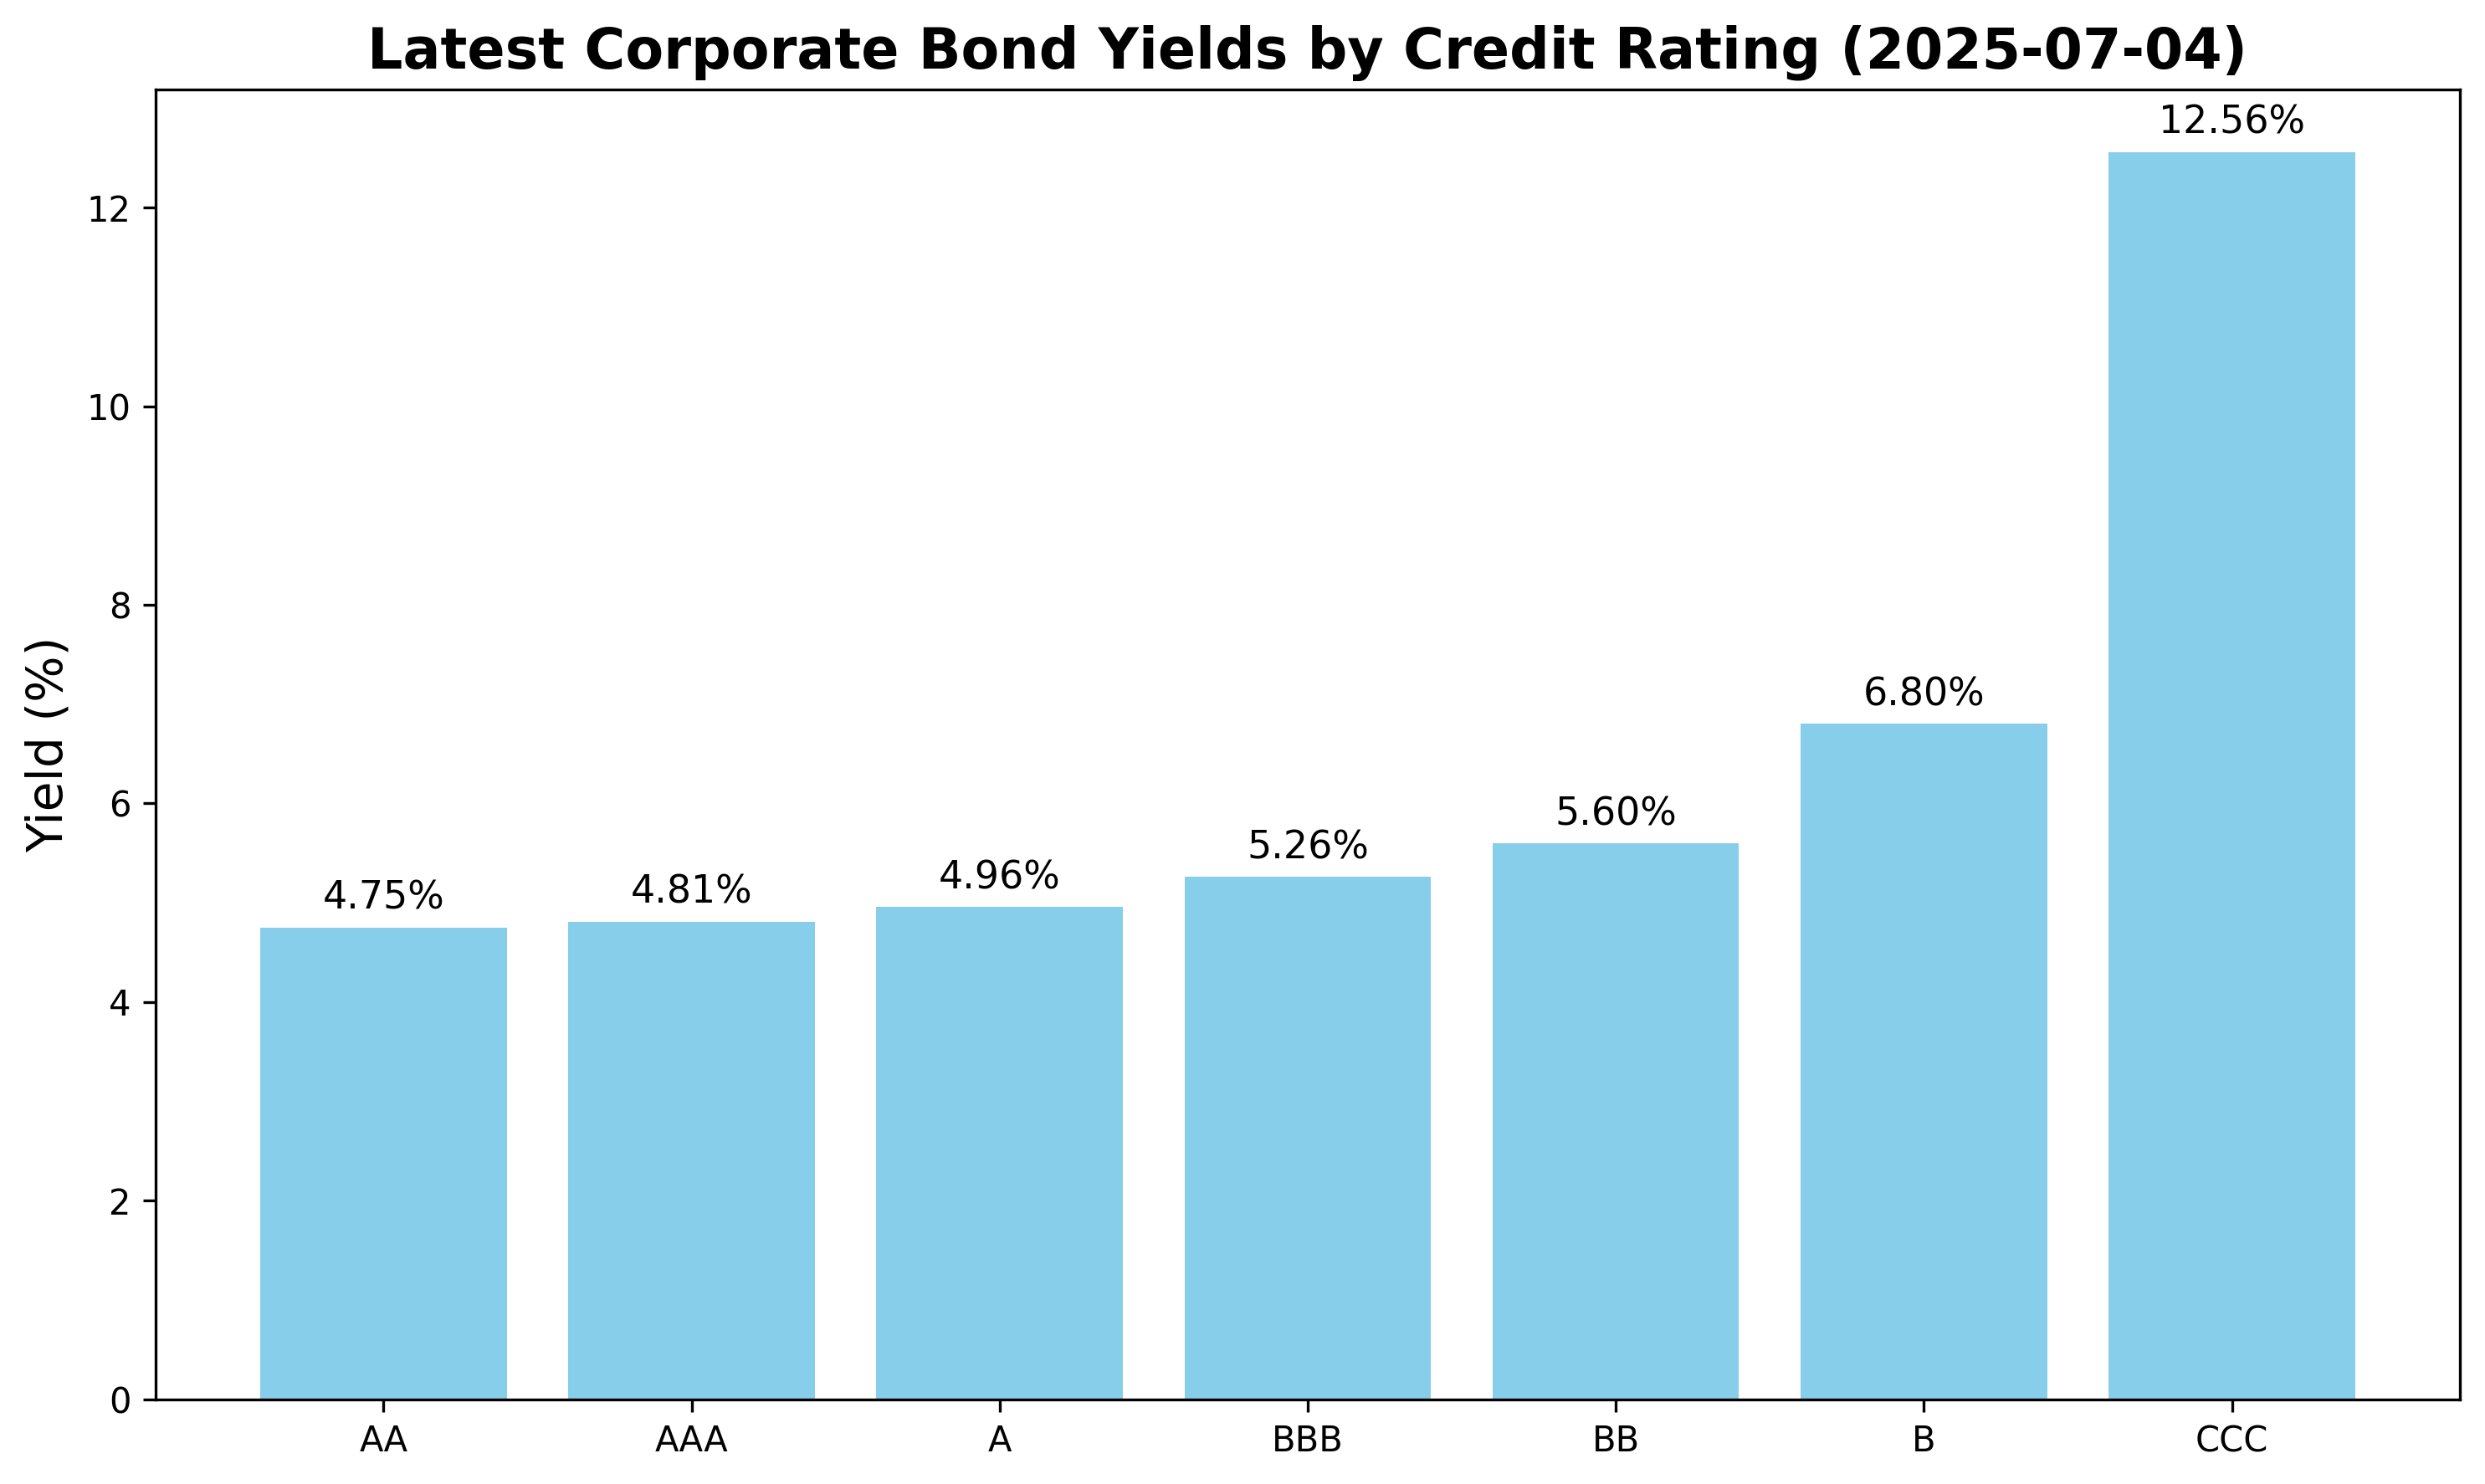 Latest Corporate Bond Yields by Credit Rating (2025-07-04)
Yield (%)
12
10
8
6
4
2
0
4.75%
4.81%
4.96%
5.26%
5.60%
6.80%
12.56%
AA
AAA
A
BBB
BB
B
CCC